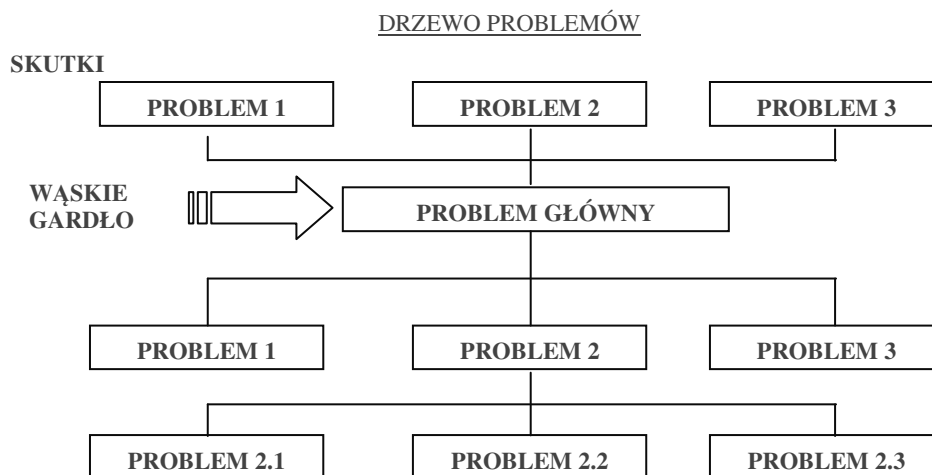 DRZEWO PROBLEMÓW
SKUTKI
PROBLEM 1
PROBLEM 2
PROBLEM 3
WĄSKIE
GARDŁO
PROBLEM GŁÓWNY
PROBLEM 1
PROBLEM 2
PROBLEM 3
PROBLEM 2.1
PROBLEM 2.2
PROBLEM 2.3